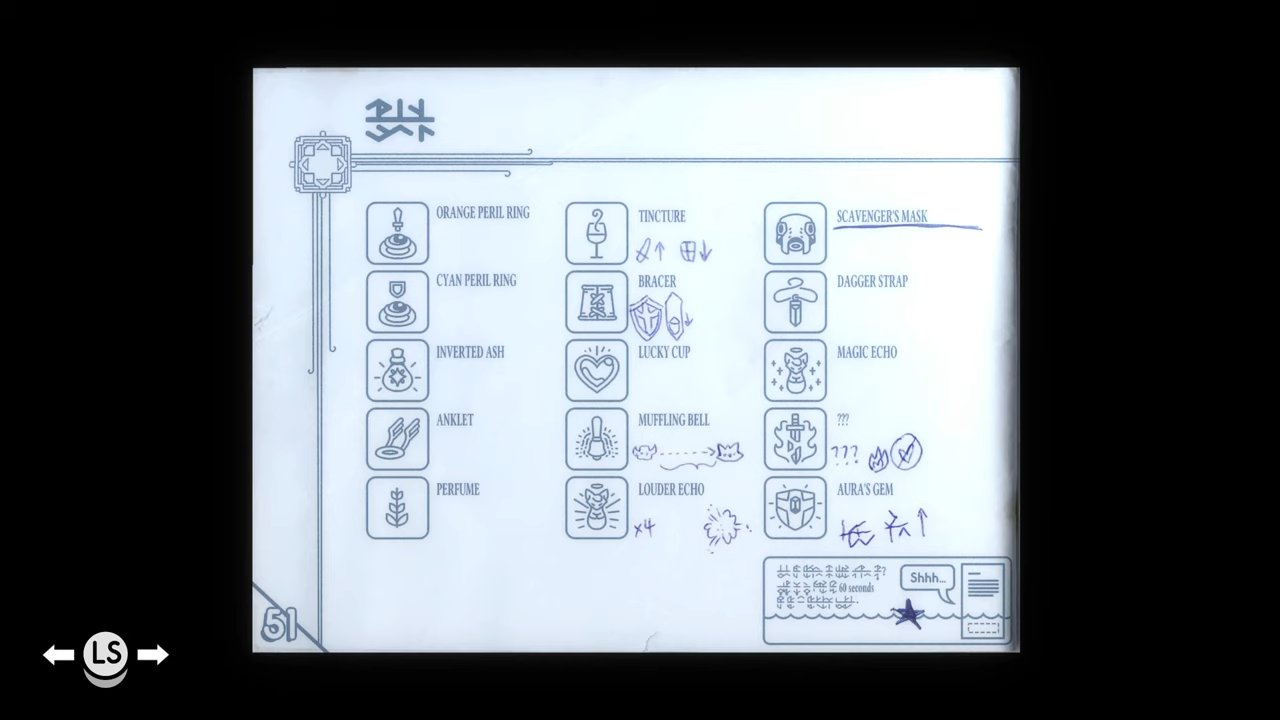 ORANGE PERIL RING
CYAN PERIL RING
INVERTED ASH
ANKLET
PERFUME
TINCTURE
BRACER
LUCKY CUP
MUFFLING BELL
LOUDER ECHO
x4
SCAVENGER'S MASK
DAGGER STRAP
MAGIC ECHO
???
???
AURA'S GEM
?
60 seconds
Shhh...
51
LS